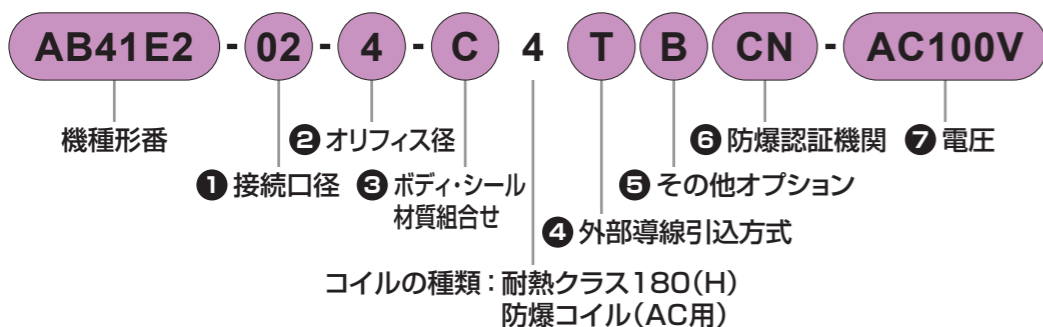 AB41E2 - 02 - 4 - C 4 T B CN - AC100V
機種形番
❶ 接続口径
❷ オリフィス径
❸ ボディ・シール
材質組合せ
❹ 外部導線引込方式
❺ その他オプション
❻ 防爆認証機関
❼ 電圧
コイルの種類：耐熱クラス180(H)
防爆コイル(AC用)